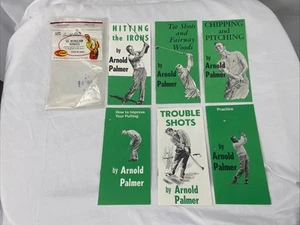 HITTING
the IRONS
by
Arnold
Palmer
Tee Shots
and Fairway
Woods
by
Arnold
Palmer
CHIPPING and
PITCHING
by
Arnold
Palmer
How to Improve
Your Putting
by Arnold
Palmer
TROUBLE
SHOTS
by
Arnold
Palmer
Practice
by Arnold
Palmer